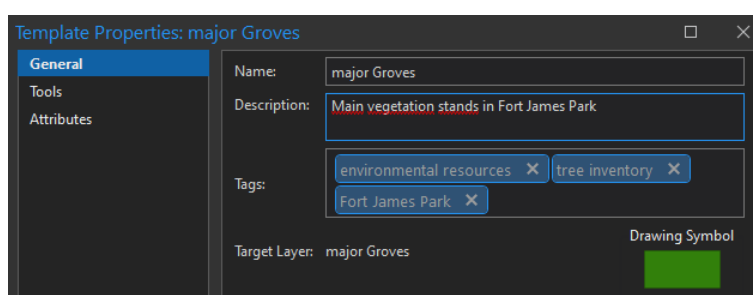 Template Properties: major Groves
General
Tools
Attributes
Name: major Groves
Description: Main vegetation stands in Fort James Park
Tags: environmental resources tree inventory
Fort James Park
Drawing Symbol
Target Layer: major Groves